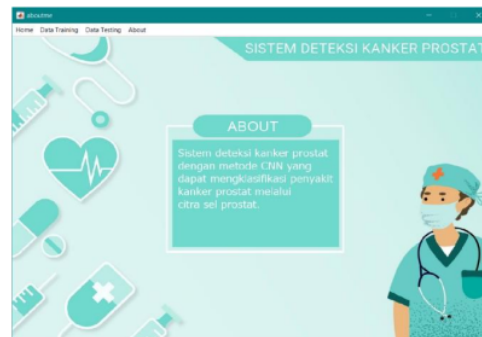 aboutme
Home Data Training Data Testing About
SISTEM DETEKSI KANKER PROSTAT
ABOUT
Sistem deteksi kanker prostat
dengan metode CNN yang
dapat mengklasifikasi penyakit
kanker prostat melalui
citra sel prostat.